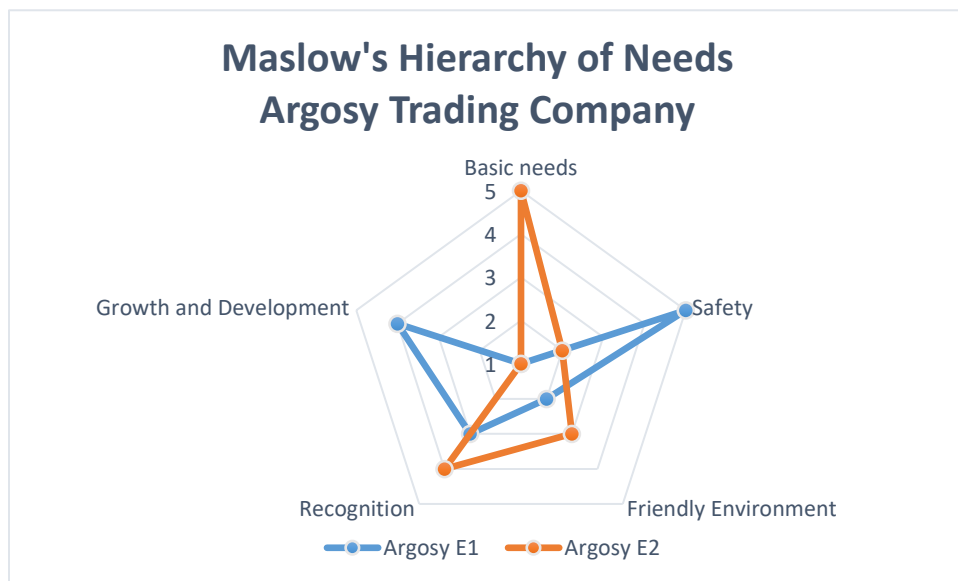 Maslow's Hierarchy of Needs
Argosy Trading Company
Basic needs
5
4
3
2
1
Growth and Development
Safety
Recognition
Friendly Environment
Argosy E1
Argosy E2